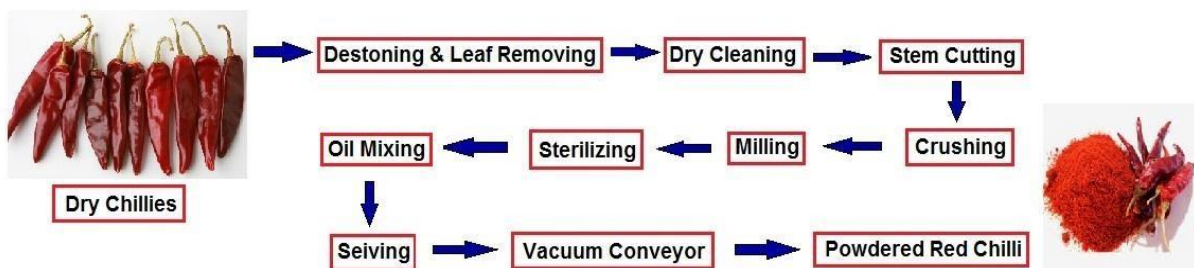 Dry Chillies
Destoning & Leaf Removing
Dry Cleaning
Stem Cutting
Crushing
Milling
Sterilizing
Oil Mixing
Seiving
Vacuum Conveyor
Powdered Red Chilli